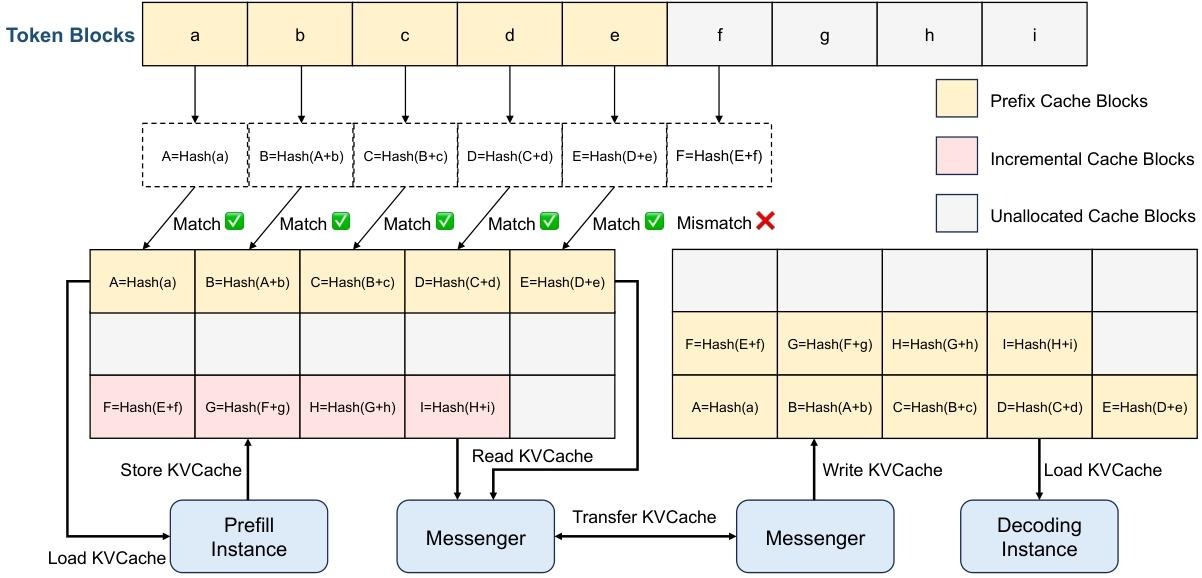 Token Blocks a b c d e f g h i
Prefix Cache Blocks
Incremental Cache Blocks
Unallocated Cache Blocks
A=Hash(a) B=Hash(A+b) C=Hash(B+c) D=Hash(C+d) E=Hash(D+e) F=Hash(E+f)
Match ✅ Match ✅ Match ✅ Match ✅ Match ✅ Mismatch ❌
A=Hash(a) B=Hash(A+b) C=Hash(B+c) D=Hash(C+d) E=Hash(D+e)
F=Hash(E+f) G=Hash(F+g) H=Hash(G+h) I=Hash(H+i)
F=Hash(E+f) G=Hash(F+g) H=Hash(G+h) I=Hash(H+i)
A=Hash(a) B=Hash(A+b) C=Hash(B+c) D=Hash(C+d) E=Hash(D+e)
Store KVCache
Read KVCache
Write KVCache
Load KVCache
Load KVCache
Prefill
Instance
Messenger
Transfer KVCache
Messenger
Decoding
Instance